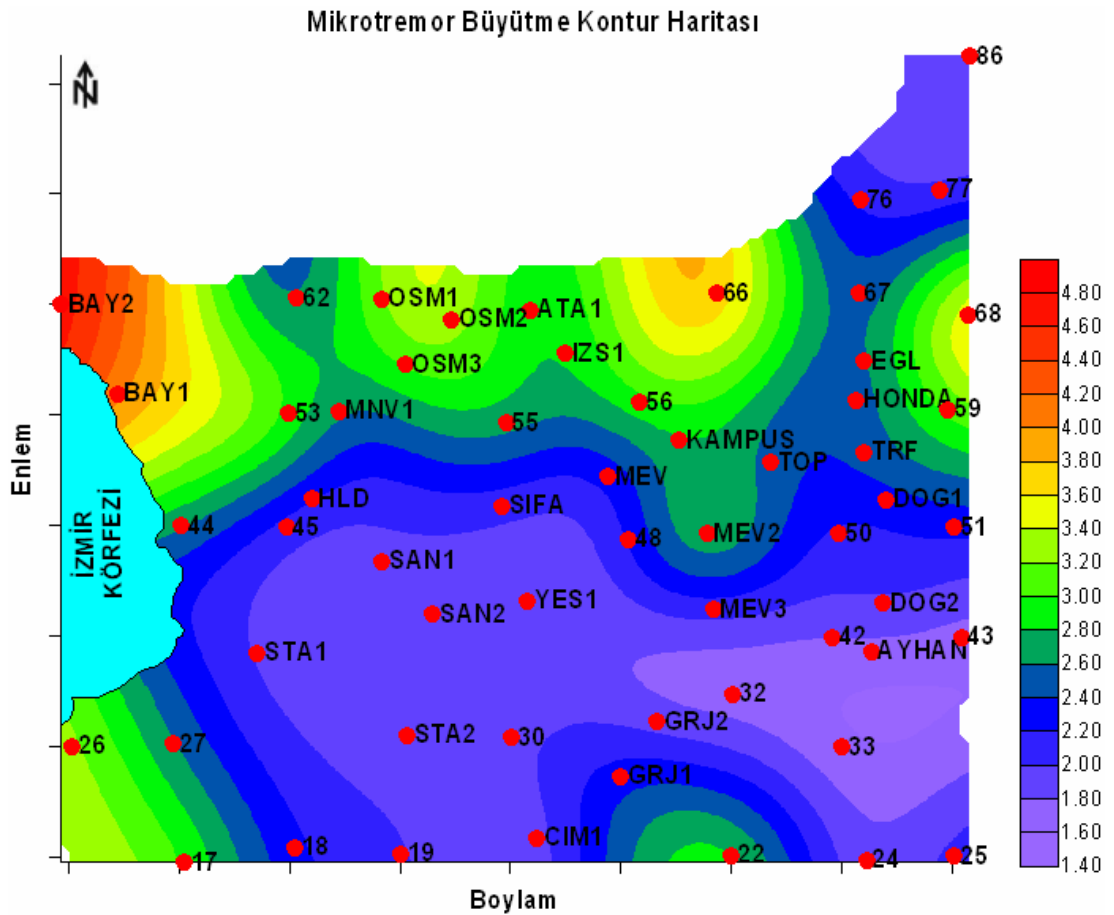 Mikrotremor Büyütme Kontur Haritası
N
86
76
77
BAY2
62
OSM1
OSM2
ATA1
66
67
68
OSM3
IZS1
EGL
BAY1
53
MNV1
55
56
HONDA
59
KAMPUS
TOP
TRF
MEV
HLD
SIFA
DOG1
44
45
48
MEV2
50
51
İZMİR
KÖRFEZİ
SAN1
SAN2
YES1
MEV3
DOG2
42
43
STA1
AYHAN
32
GRJ2
26
27
STA2
30
33
GRJ1
CIM1
17
18
19
22
24
25
Enlem
Boylam
4.80
4.60
4.40
4.20
4.00
3.80
3.60
3.40
3.20
3.00
2.80
2.60
2.40
2.20
2.00
1.80
1.60
1.40